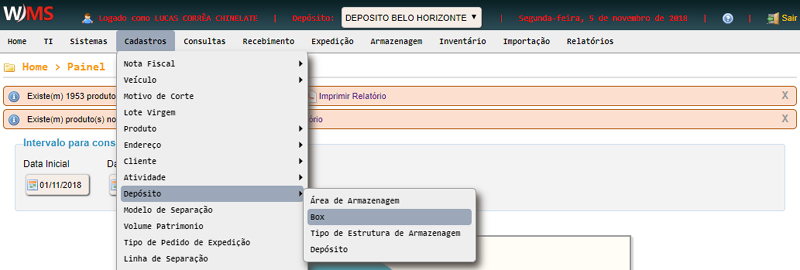 WMS Logado como LUCAS CORRÊA CHINELATE | Depósito: DEPOSITO BELO HORIZONTE | Segunda-feira, 5 de novembro de 2018 | | Sair
Home TI Sistemas Cadastros Consultas Recebimento Expedição Armazenagem Inventário Importação Relatórios
Home > Painel
Nota Fiscal
Veículo
Motivo de Corte
Lote Virgem
Produto
Endereço
Cliente
Atividade
Depósito
Modelo de Separação
Volume Patrimonio
Tipo de Pedido de Expedição
Linha de Separação
Área de Armazenagem
Box
Tipo de Estrutura de Armazenagem
Depósito
Existe(m) 1953 produto Imprimir Relatório X
Existe(m) produto(s) no ório X
Intervalo para cons
Data Inicial Da
01/11/2018